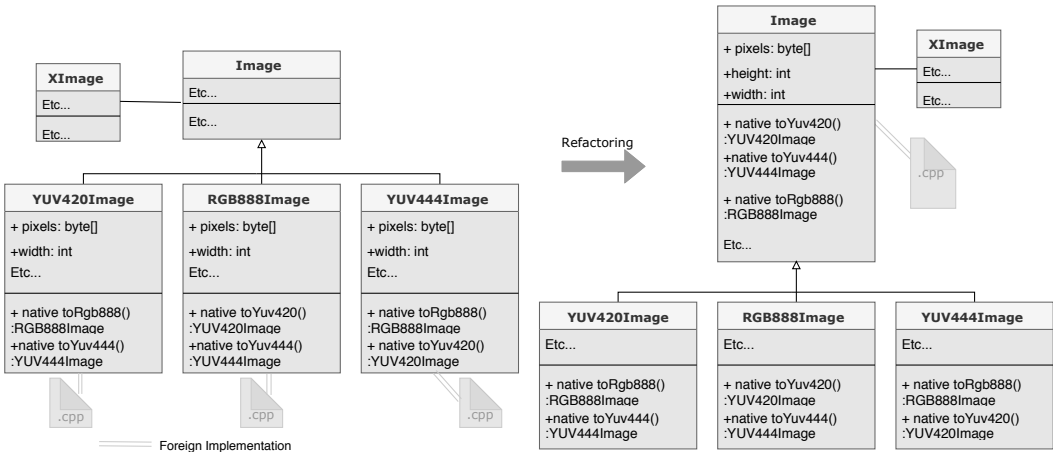 XImage
Etc...
Etc...
Image
Etc...
Etc...
YUV420Image
+ pixels: byte[]
+width: int
Etc...
+ native toRgb888()
:RGB888Image
+native toYuv444()
:YUV444Image
.cpp
RGB888Image
+ pixels: byte[]
+width: int
Etc...
+ native toYuv420()
:YUV420Image
+native toYuv444()
:YUV444Image
.cpp
YUV444Image
+ pixels: byte[]
+width: int
Etc...
+ native toRgb888()
:RGB888Image
+ native toYuv420()
:YUV420Image
.cpp
Foreign Implementation
Refactoring
Image
+ pixels: byte[]
+height: int
+width: int
+ native toYuv420()
:YUV420Image
+native toYuv444()
:YUV444Image
+ native toRgb888()
:RGB888Image
Etc...
XImage
Etc...
Etc...
.cpp
YUV420Image
Etc...
+ native toRgb888()
:RGB888Image
+native toYuv444()
:YUV444Image
RGB888Image
Etc...
+ native toYuv420()
:YUV420Image
+native toYuv444()
:YUV444Image
YUV444Image
Etc...
+ native toRgb888()
:RGB888Image
+ native toYuv420()
:YUV420Image